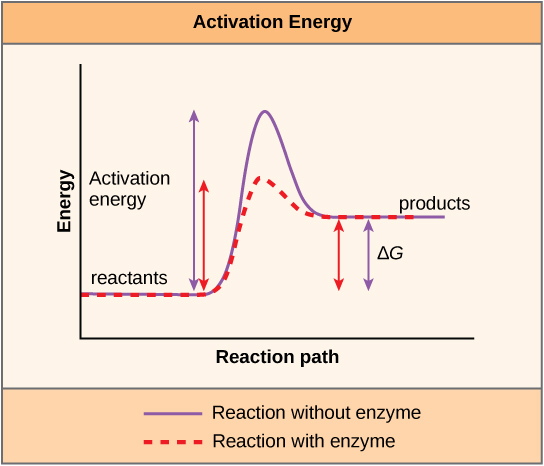 Activation Energy
Activation
energy
products
ΔG
reactants
Energy
Reaction path
Reaction without enzyme
Reaction with enzyme